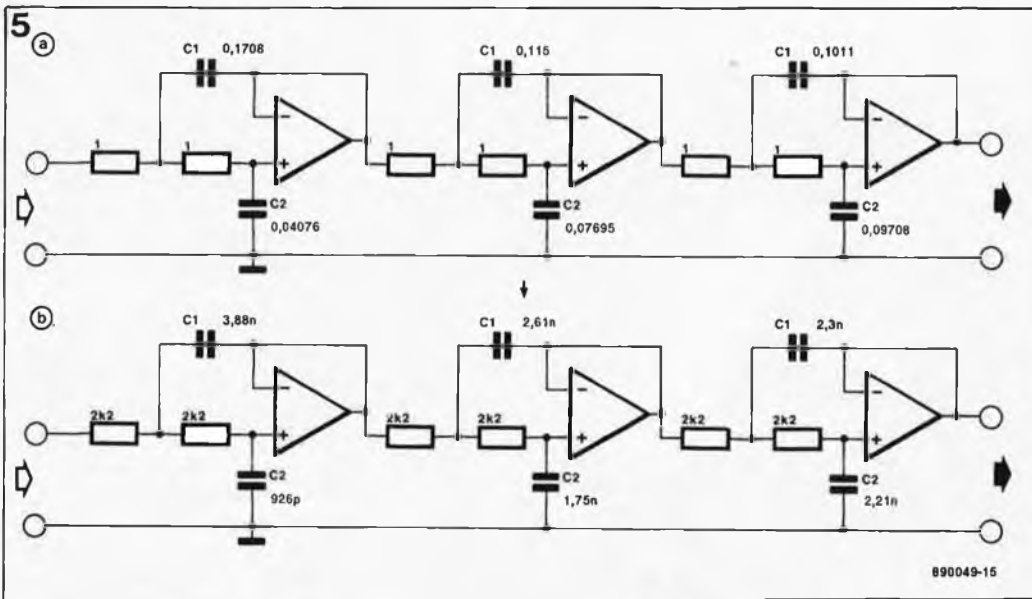 5
a
C1 0,1708
C1 0,115
C1 0,1011
−
−
−
1
1
+
1
1
+
1
1
+
C2
0,04076
C2
0,07695
C2
0,09708
b
C1 3,88n
C1 2,61n
C1 2,3n
−
−
−
2k2
2k2
+
2k2
2k2
+
2k2
2k2
+
C2
926p
C2
1,75n
C2
2,21n
890049-15